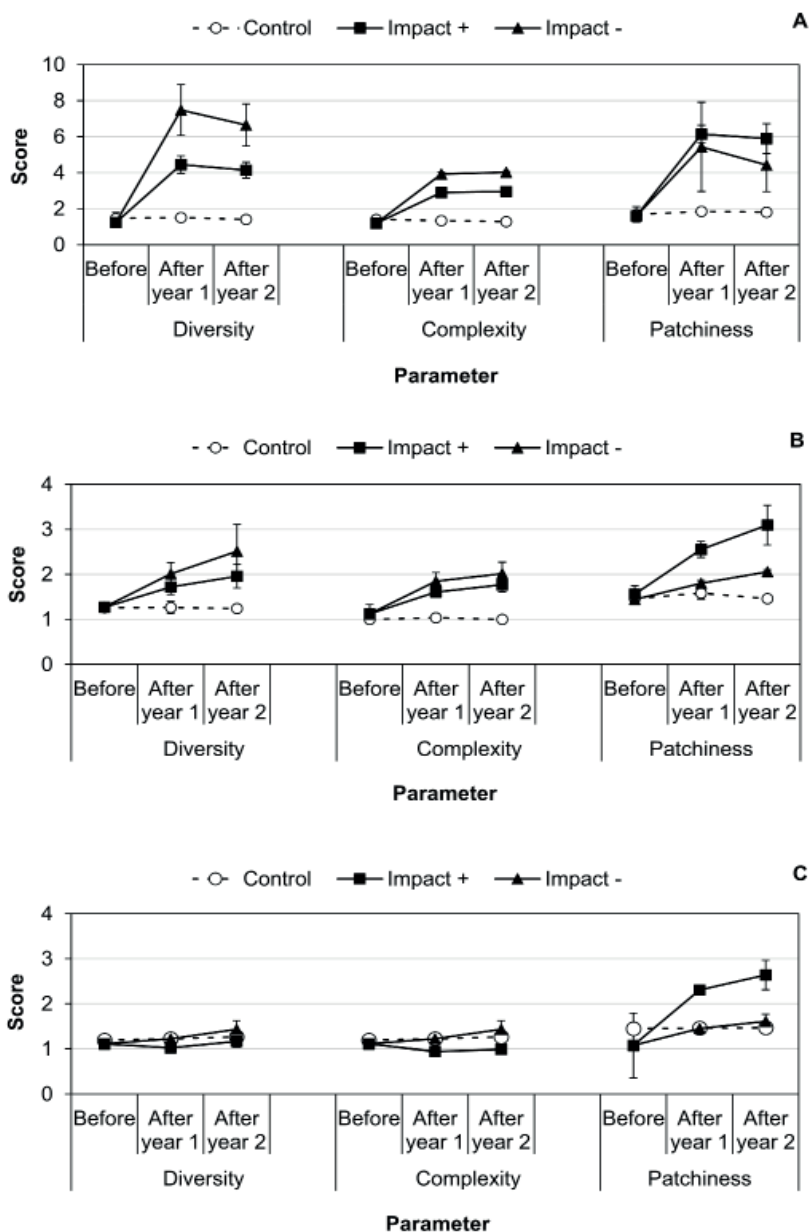 A
Control Impact + Impact -
10
8
6
4
2
0
Score
Before After year 1 After year 2 Before After year 1 After year 2 Before After year 1 After year 2
Diversity Complexity Patchiness
Parameter
B
Control Impact + Impact -
4
3
2
1
0
Score
Before After year 1 After year 2 Before After year 1 After year 2 Before After year 1 After year 2
Diversity Complexity Patchiness
Parameter
C
Control Impact + Impact -
4
3
2
1
0
Score
Before After year 1 After year 2 Before After year 1 After year 2 Before After year 1 After year 2
Diversity Complexity Patchiness
Parameter